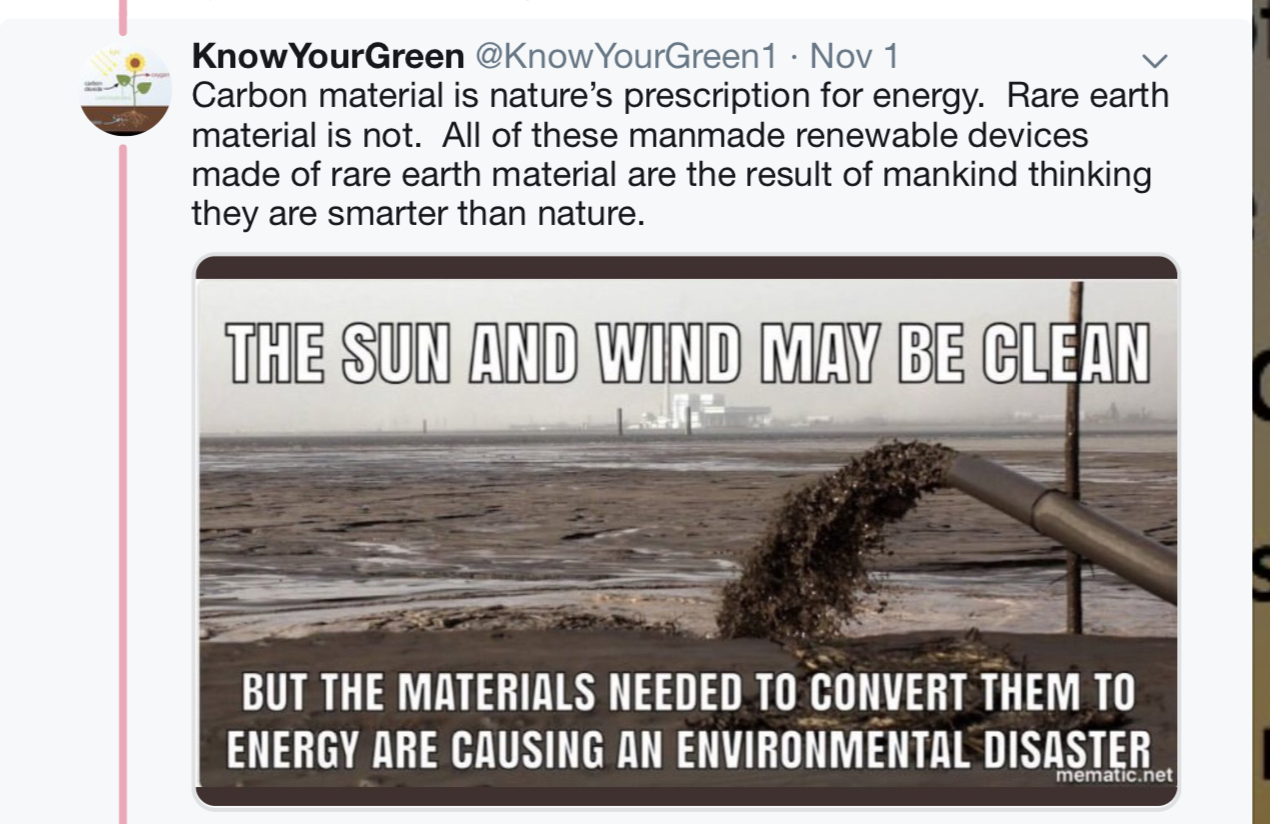 KnowYourGreen @KnowYourGreen1 · Nov 1
Carbon material is nature’s prescription for energy.  Rare earth
material is not.  All of these manmade renewable devices
made of rare earth material are the result of mankind thinking
they are smarter than nature.
THE SUN AND WIND MAY BE CLEAN
BUT THE MATERIALS NEEDED TO CONVERT THEM TO
ENERGY ARE CAUSING AN ENVIRONMENTAL DISASTER
mematic.net